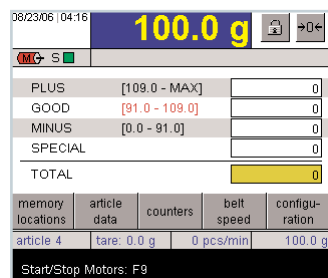 08/23/06 04:16 100.0 g →0←
M S
PLUS [109.0 - MAX] 0
GOOD [91.0 - 109.0] 0
MINUS [0.0 - 91.0] 0
SPECIAL 0
TOTAL 0
memory locations article data counters belt speed configu-ration
article 4 tare: 0.0 g 0 pcs/min 100.0 g
Start/Stop Motors: F9